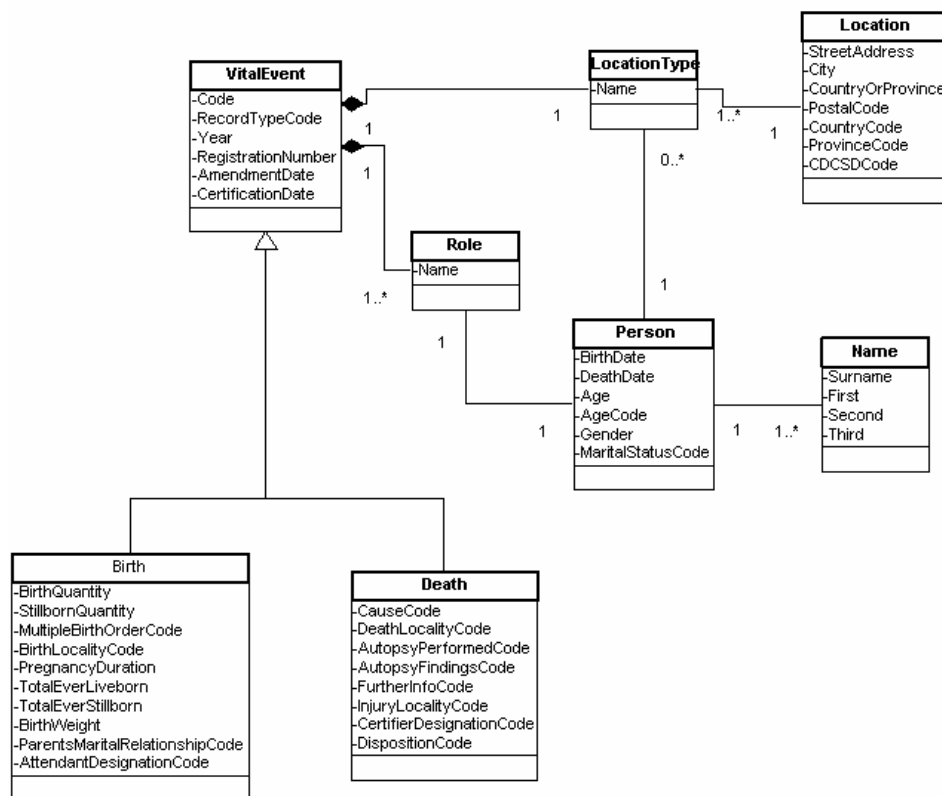 Location
-StreetAddress
-City
-CountryOrProvince
-PostalCode
-CountryCode
-ProvinceCode
-CDCSDCode
LocationType
-Name
VitalEvent
-Code
-RecordTypeCode
-Year
-RegistrationNumber
-AmendmentDate
-CertificationDate
1
1
1..*
1
1
0..*
Role
-Name
1..*
1
1
Person
-BirthDate
-DeathDate
-Age
-AgeCode
-Gender
-MaritalStatusCode
1
1
1..*
Name
-Surname
-First
-Second
-Third
Birth
-BirthQuantity
-StillbornQuantity
-MultipleBirthOrderCode
-BirthLocalityCode
-PregnancyDuration
-TotalEverLiveborn
-TotalEverStillborn
-BirthWeight
-ParentsMaritalRelationshipCode
-AttendantDesignationCode
Death
-CauseCode
-DeathLocalityCode
-AutopsyPerformedCode
-AutopsyFindingsCode
-FurtherInfoCode
-InjuryLocalityCode
-CertifierDesignationCode
-DispositionCode